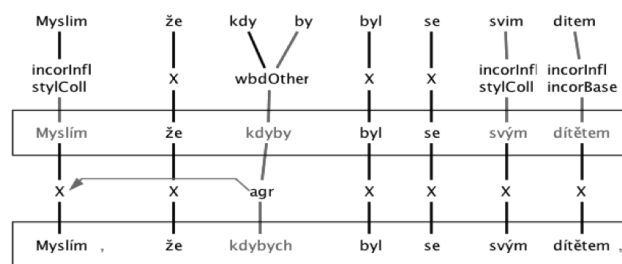 Myslim že kdy by byl se svim ditem
incorInfl X wbdOther X X incorInfl incorInfl
stylColl stylColl incorBase
Myslím že kdyby byl se svým dítětem
X X agr X X X X
Myslím , že kdybych byl se svým dítětem ,